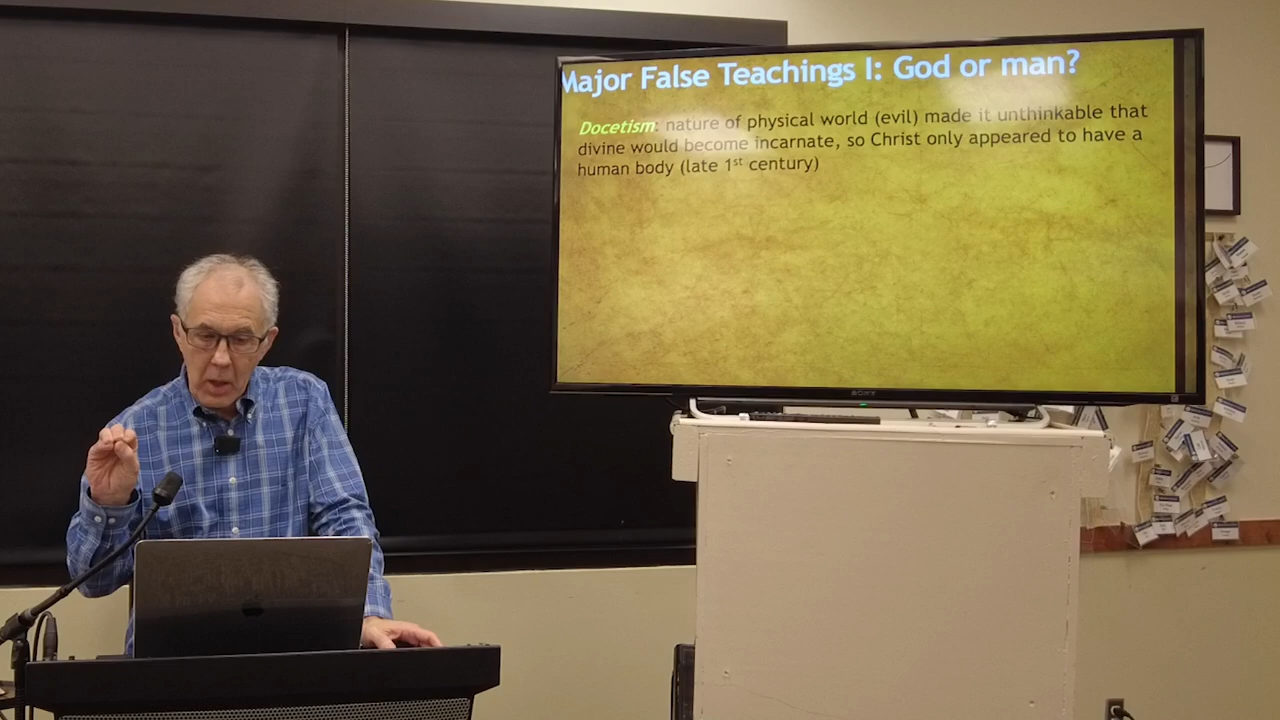 Major False Teachings I: God or man?
Docetism: nature of physical world (evil) made it unthinkable that
divine would become incarnate, so Christ only appeared to have a
human body (late 1st century)
SONY